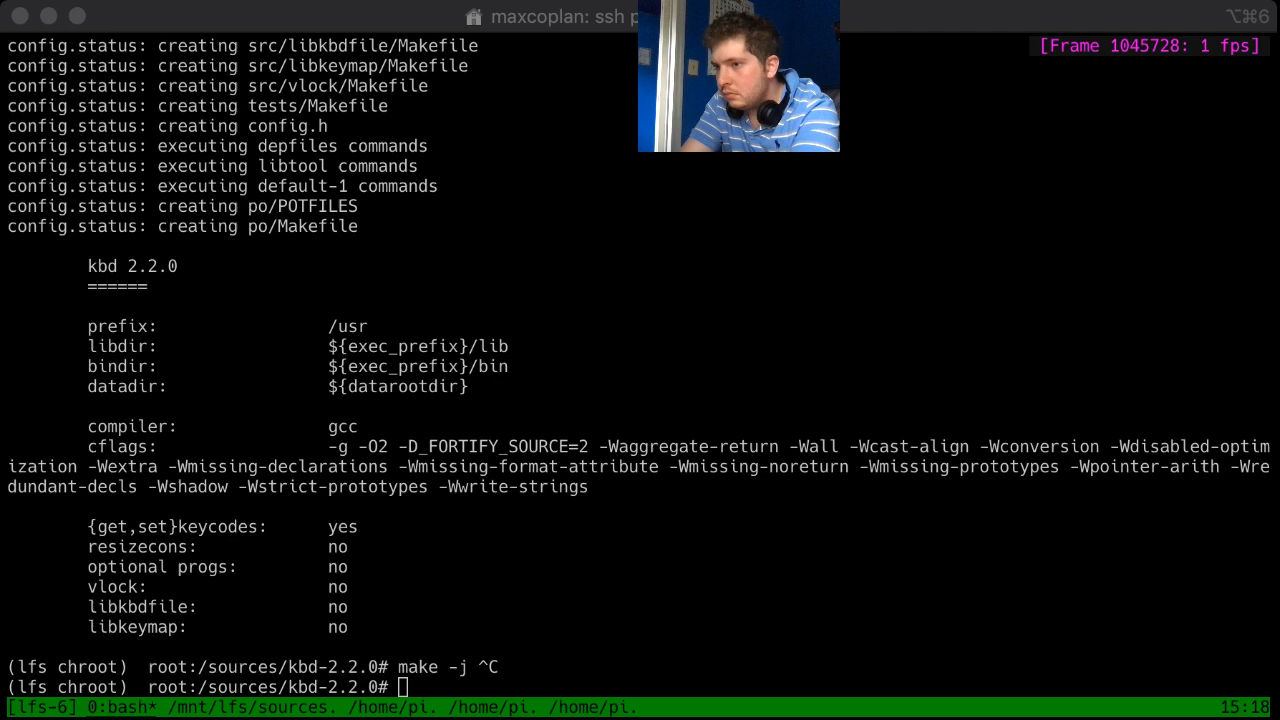 maxcoplan: ssh p
⌥⌘6
config.status: creating src/libkbdfile/Makefile
[Frame 1045728: 1 fps]
config.status: creating src/libkeymap/Makefile
config.status: creating src/vlock/Makefile
config.status: creating tests/Makefile
config.status: creating config.h
config.status: executing depfiles commands
config.status: executing libtool commands
config.status: executing default-1 commands
config.status: creating po/POTFILES
config.status: creating po/Makefile
kbd 2.2.0
======
prefix: /usr
libdir: ${exec_prefix}/lib
bindir: ${exec_prefix}/bin
datadir: ${datarootdir}
compiler: gcc
cflags: -g -O2 -D_FORTIFY_SOURCE=2 -Waggregate-return -Wall -Wcast-align -Wconversion -Wdisabled-optim
ization -Wextra -Wmissing-declarations -Wmissing-format-attribute -Wmissing-noreturn -Wmissing-prototypes -Wpointer-arith -Wre
dundant-decls -Wshadow -Wstrict-prototypes -Wwrite-strings
{get,set}keycodes: yes
resizecons: no
optional progs: no
vlock: no
libkbdfile: no
libkeymap: no
(lfs chroot) root:/sources/kbd-2.2.0# make -j ^C
(lfs chroot) root:/sources/kbd-2.2.0#
[lfs-6] 0:bash* /mnt/lfs/sources. /home/pi. /home/pi. /home/pi. 15:18